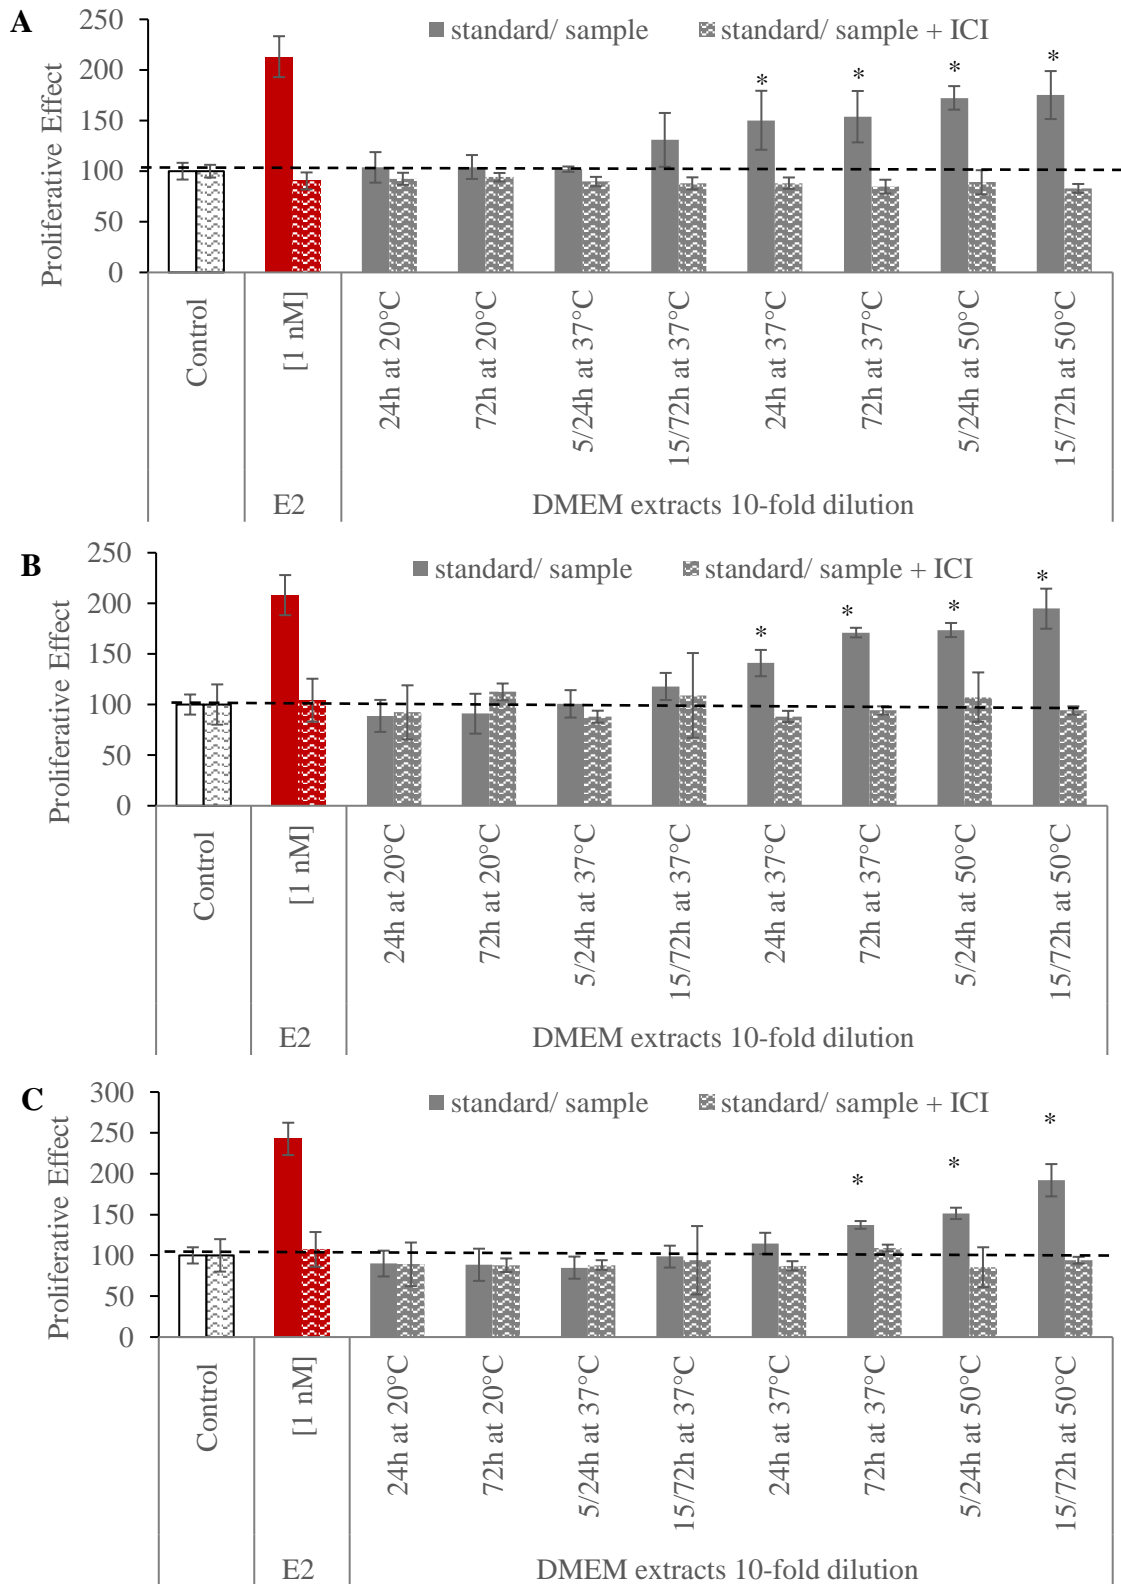 A
standard/ sample
standard/ sample + ICI
Proliferative Effect
250
200
150
100
50
0
* * * *
Control
[1 nM]
24h at 20°C
72h at 20°C
5/24h at 37°C
15/72h at 37°C
24h at 37°C
72h at 37°C
5/24h at 50°C
15/72h at 50°C
E2
DMEM extracts 10-fold dilution
B
standard/ sample
standard/ sample + ICI
Proliferative Effect
250
200
150
100
50
0
* * * *
Control
[1 nM]
24h at 20°C
72h at 20°C
5/24h at 37°C
15/72h at 37°C
24h at 37°C
72h at 37°C
5/24h at 50°C
15/72h at 50°C
E2
DMEM extracts 10-fold dilution
C
standard/ sample
standard/ sample + ICI
Proliferative Effect
300
250
200
150
100
50
0
* * *
Control
[1 nM]
24h at 20°C
72h at 20°C
5/24h at 37°C
15/72h at 37°C
24h at 37°C
72h at 37°C
5/24h at 50°C
15/72h at 50°C
E2
DMEM extracts 10-fold dilution